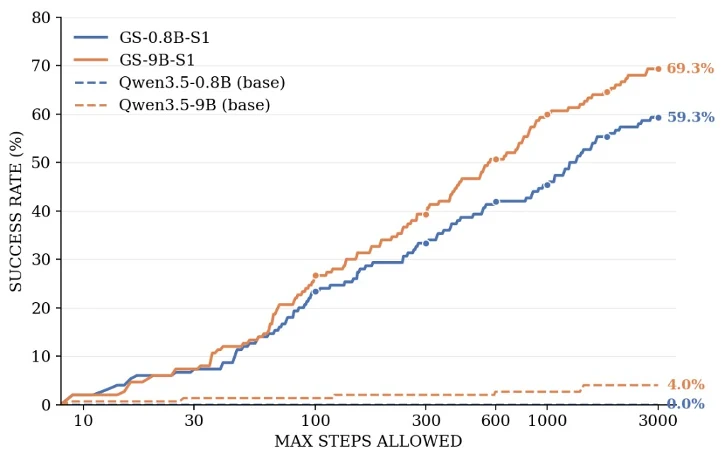 80
70
60
50
40
30
20
10
0
SUCCESS RATE (%)
GS-0.8B-S1
GS-9B-S1
Qwen3.5-0.8B (base)
Qwen3.5-9B (base)
69.3%
59.3%
4.0%
0.0%
10 30 100 300 600 1000 3000
MAX STEPS ALLOWED